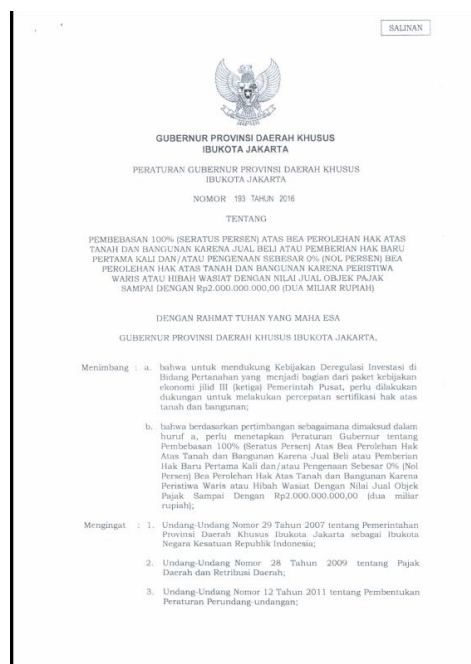 SALINAN
GUBERNUR PROVINSI DAERAH KHUSUS
IBUKOTA JAKARTA
PERATURAN GUBERNUR PROVINSI DAERAH KHUSUS
IBUKOTA JAKARTA
NOMOR 193 TAHUN 2016
TENTANG
PEMBEBASAN 100% (SERATUS PERSEN) ATAS BEA PEROLEHAN HAK ATAS
TANAH DAN BANGUNAN KARENA JUAL BELI ATAU PEMBERIAN HAK BARU
PERTAMA KALI DAN/ATAU PENGENAAN SEBESAR 0% (NOL PERSEN) BEA
PEROLEHAN HAK ATAS TANAH DAN BANGUNAN KARENA PERISTIWA
WARIS ATAU HIBAH WASIAT DENGAN NILAI JUAL OBJEK PAJAK
SAMPAI DENGAN Rp2.000.000.000,00 (DUA MILIAR RUPIAH)
DENGAN RAHMAT TUHAN YANG MAHA ESA
GUBERNUR PROVINSI DAERAH KHUSUS IBUKOTA JAKARTA,
Menimbang : a. bahwa untuk mendukung Kebijakan Deregulasi Investasi di
Bidang Pertanahan yang menjadi bagian dari paket kebijakan
ekonomi jilid III (ketiga) Pemerintah Pusat, perlu dilakukan
dukungan untuk melakukan percepatan sertifikasi hak atas
tanah dan bangunan;
b. bahwa berdasarkan pertimbangan sebagaimana dimaksud dalam
huruf a, perlu menetapkan Peraturan Gubernur tentang
Pembebasan 100% (Seratus Persen) Atas Bea Perolehan Hak
Atas Tanah dan Bangunan Karena Jual Beli atau Pemberian
Hak Baru Pertama Kali dan/atau Pengenaan Sebesar 0% (Nol
Persen) Bea Perolehan Hak Atas Tanah dan Bangunan Karena
Peristiwa Waris atau Hibah Wasiat Dengan Nilai Jual Objek
Pajak Sampai Dengan Rp2.000.000.000,00 (dua miliar
rupiah);
Mengingat : 1. Undang-Undang Nomor 29 Tahun 2007 tentang Pemerintahan
Provinsi Daerah Khusus Ibukota Jakarta sebagai Ibukota
Negara Kesatuan Republik Indonesia;
2. Undang-Undang Nomor 28 Tahun 2009 tentang Pajak
Daerah dan Retribusi Daerah;
3. Undang-Undang Nomor 12 Tahun 2011 tentang Pembentukan
Peraturan Perundang-undangan;